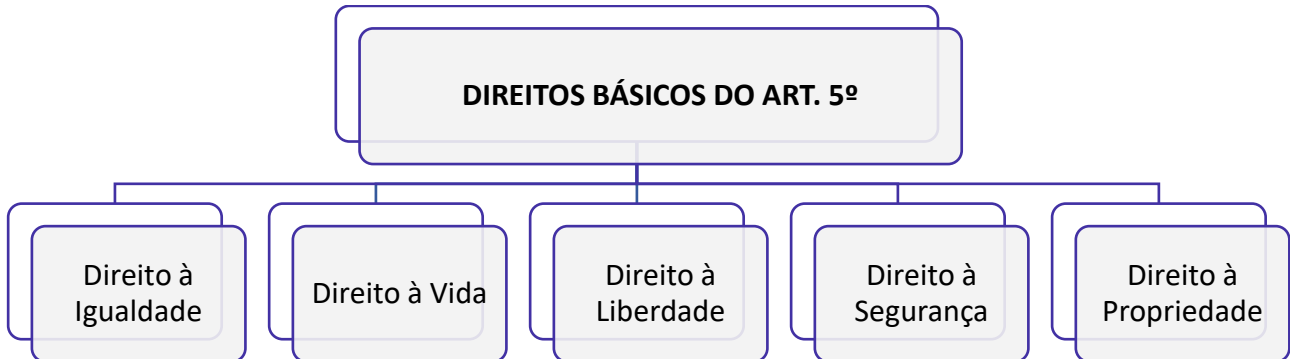 DIREITOS BÁSICOS DO ART. 5º
Direito à
Igualdade
Direito à Vida
Direito à
Liberdade
Direito à
Segurança
Direito à
Propriedade